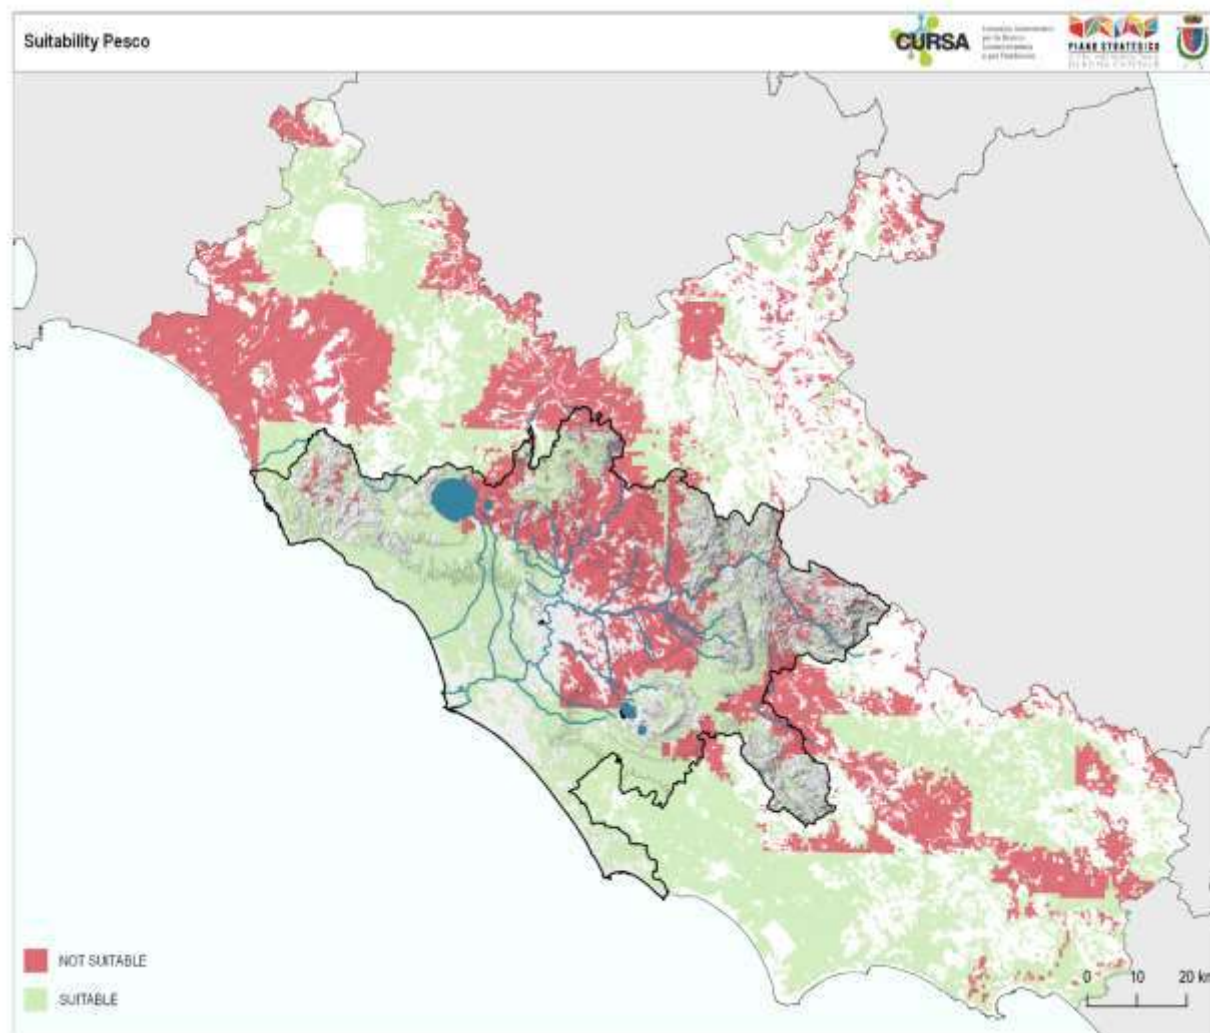 Suitability Pesco
CURSA
PIANO STRATEGICO
NOT SUITABLE
SUITABLE
0 10 20 km